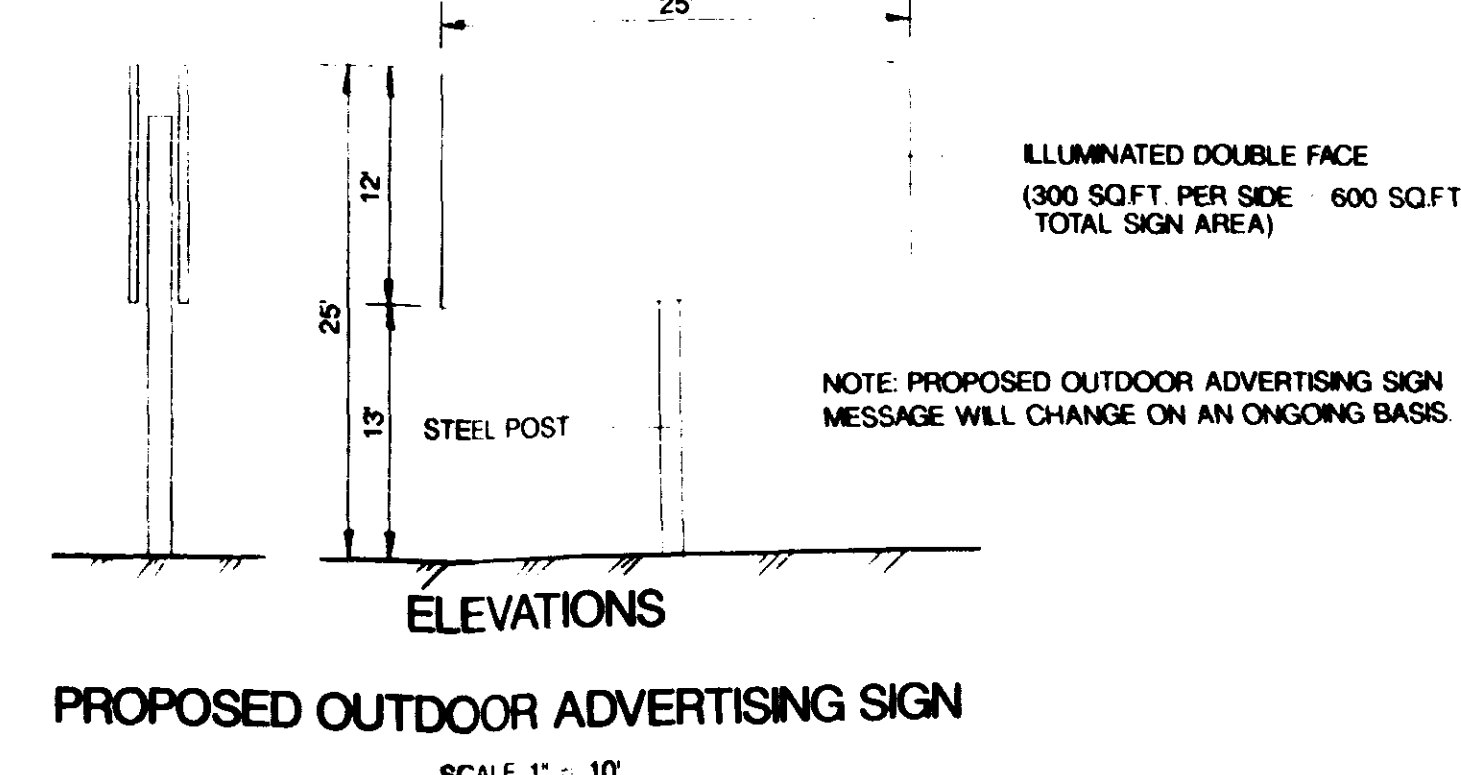 25'
ILLUMINATED DOUBLE FACE
(300 SQ.FT. PER SIDE 600 SQ.FT
TOTAL SIGN AREA)
12'
25'
NOTE: PROPOSED OUTDOOR ADVERTISING SIGN
MESSAGE WILL CHANGE ON AN ONGOING BASIS.
13'
STEEL POST
ELEVATIONS
PROPOSED OUTDOOR ADVERTISING SIGN
SCALE 1" = 10'